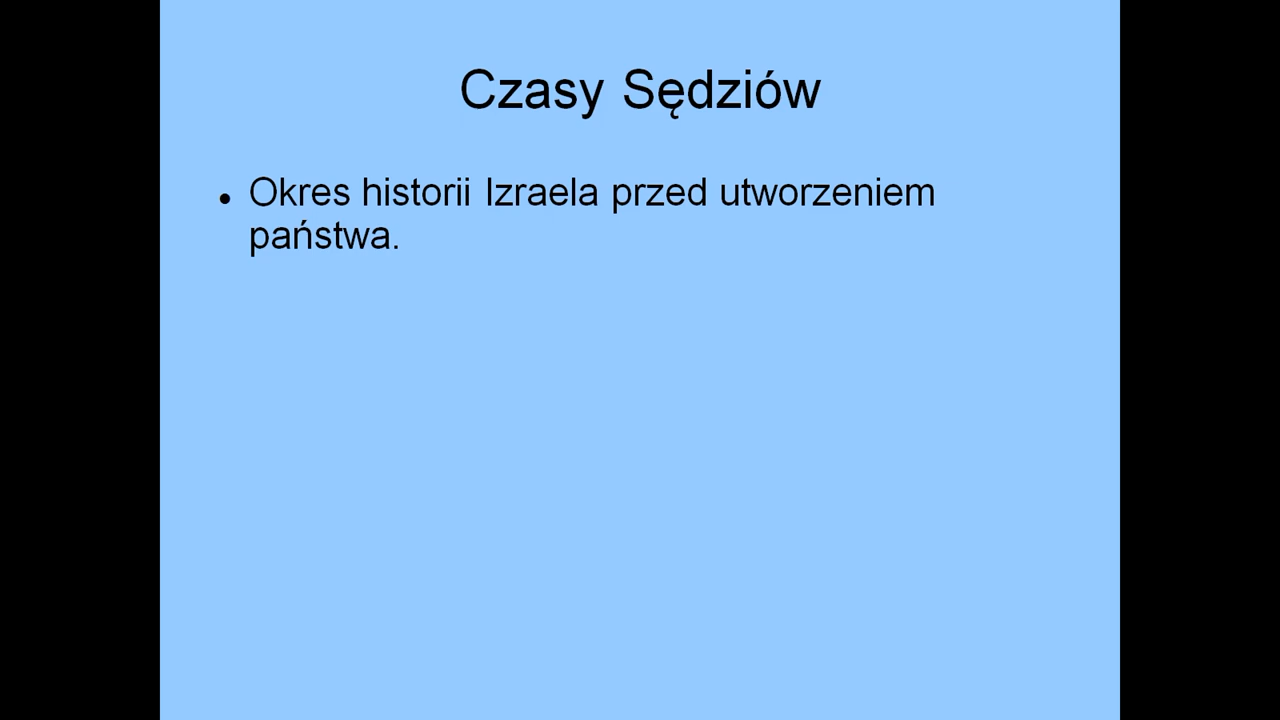 Czasy Sędziów
• Okres historii Izraela przed utworzeniem
państwa.